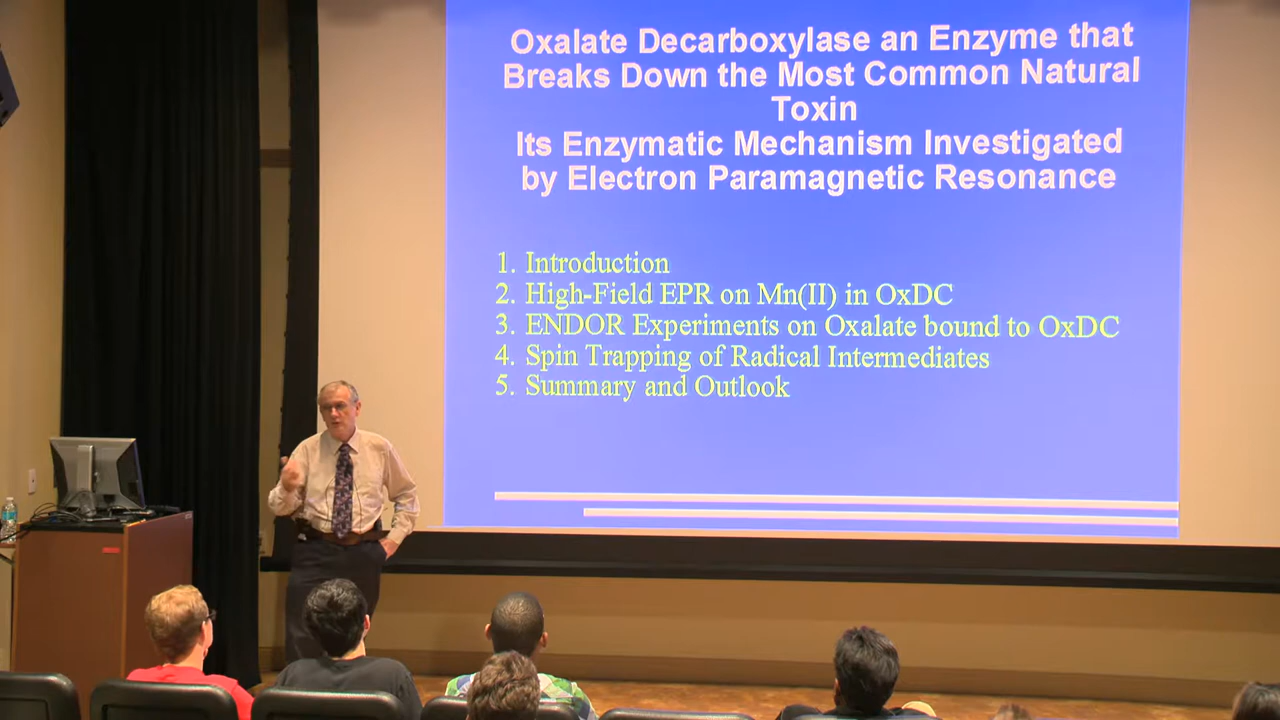 Oxalate Decarboxylase an Enzyme that
Breaks Down the Most Common Natural
Toxin
Its Enzymatic Mechanism Investigated
by Electron Paramagnetic Resonance
1. Introduction
2. High-Field EPR on Mn(II) in OxDC
3. ENDOR Experiments on Oxalate bound to OxDC
4. Spin Trapping of Radical Intermediates
5. Summary and Outlook